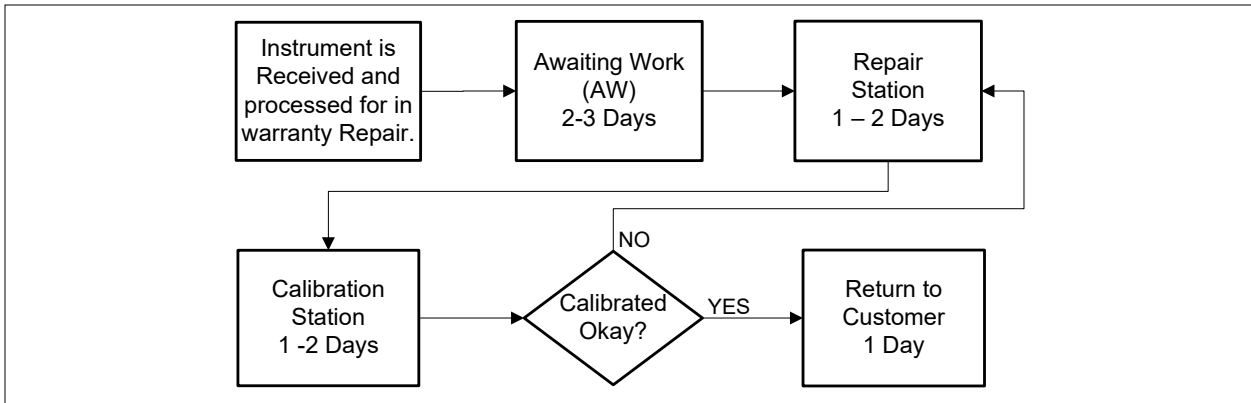 Instrument is
Received and
processed for in
warranty Repair.
Awaiting Work
(AW)
2-3 Days
Repair
Station
1 – 2 Days
Calibration
Station
1 -2 Days
Calibrated
Okay?
NO
YES
Return to
Customer
1 Day